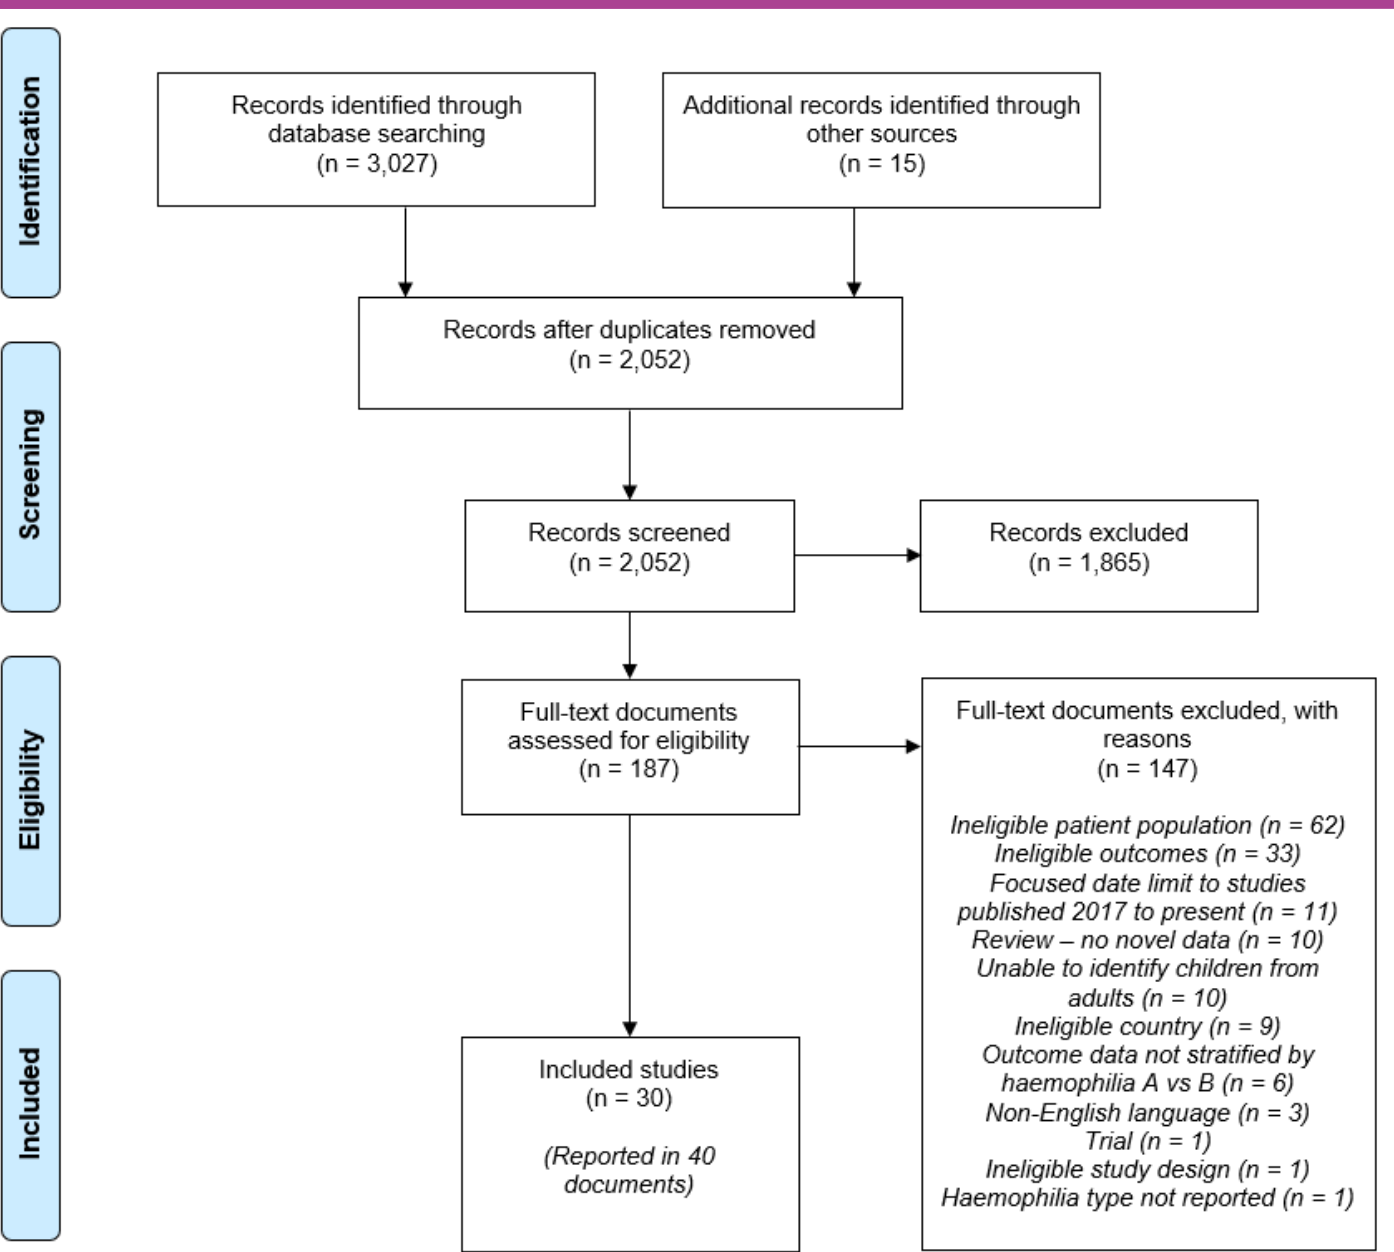 Identification
Records identified through
database searching
(n = 3,027)
Additional records identified through
other sources
(n = 15)
Records after duplicates removed
(n = 2,052)
Screening
Records screened
(n = 2,052)
Records excluded
(n = 1,865)
Eligibility
Full-text documents
assessed for eligibility
(n = 187)
Full-text documents excluded, with
reasons
(n = 147)
Ineligible patient population (n = 62)
Ineligible outcomes (n = 33)
Focused date limit to studies
published 2017 to present (n = 11)
Review – no novel data (n = 10)
Unable to identify children from
adults (n = 10)
Ineligible country (n = 9)
Outcome data not stratified by
haemophilia A vs B (n = 6)
Non-English language (n = 3)
Trial (n = 1)
Ineligible study design (n = 1)
Haemophilia type not reported (n = 1)
Included
Included studies
(n = 30)
(Reported in 40
documents)